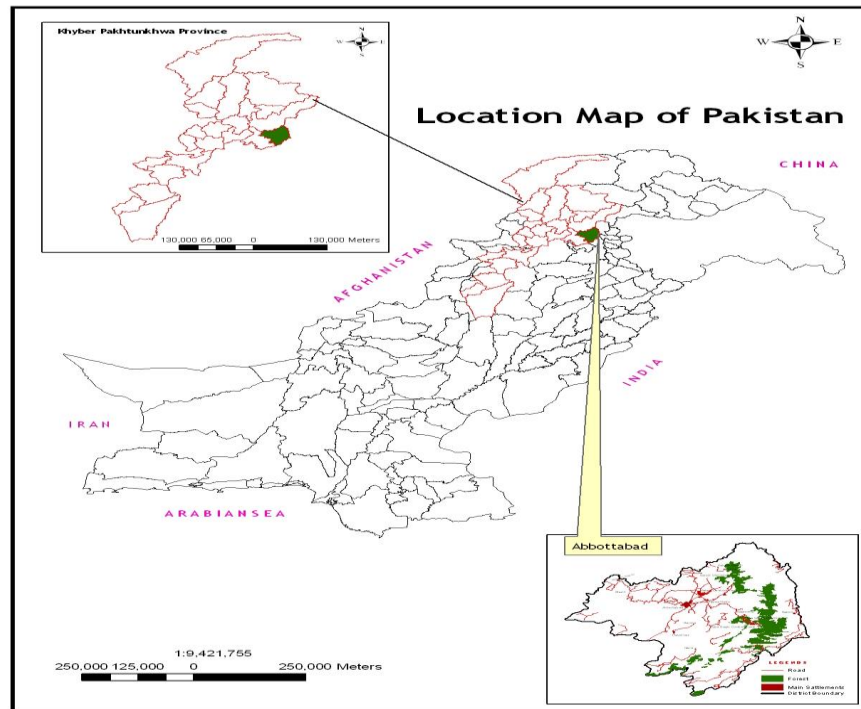 Khyber Pakhtunkhwa Province
N
W
E
S
130,000 65,000 0 130,000 Meters
N
W
E
S
Location Map of Pakistan
CHINA
AFGHANISTAN
INDIA
IRAN
ARABIANSEA
Abbottabad
LEGENDS
Road
Forest
Main Sattlements
District Boundary
1:9,421,755
250,000 125,000 0 250,000 Meters